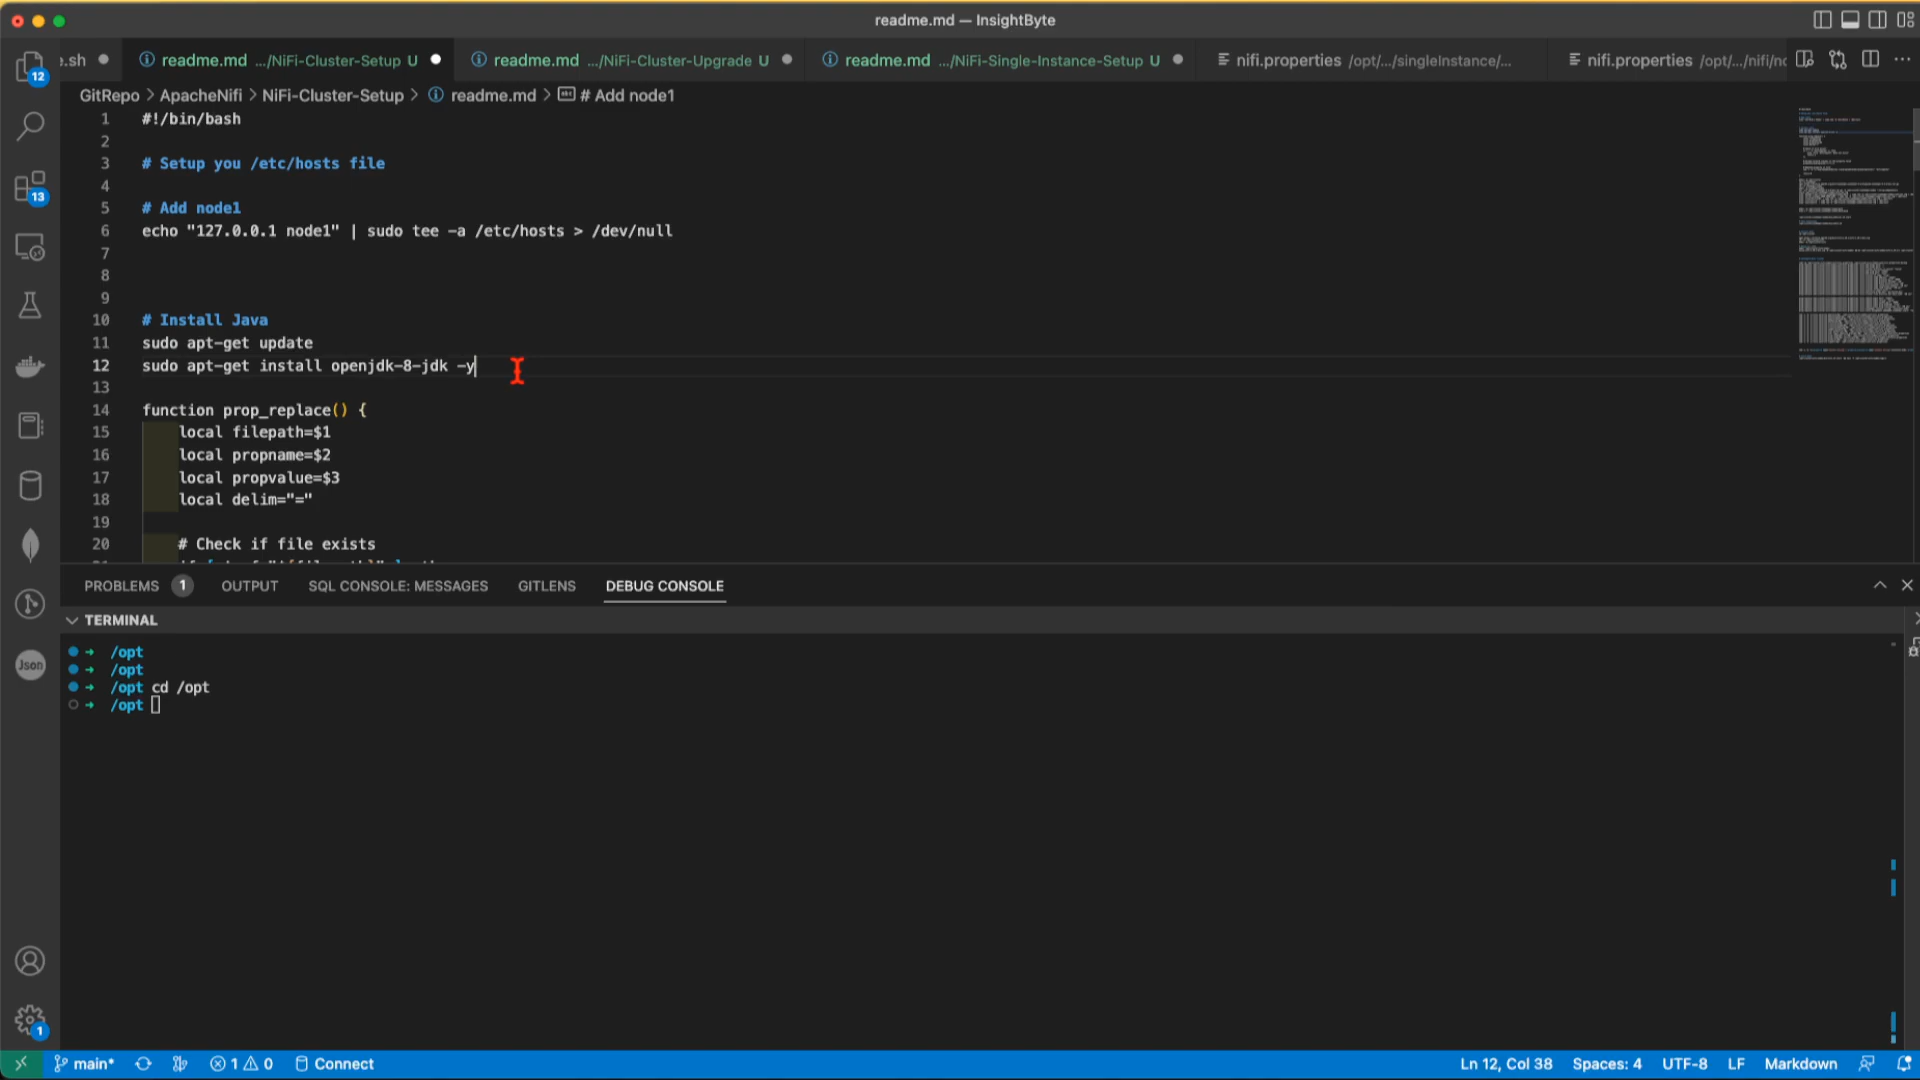 readme.md — InsightByte
e.sh
readme.md .../NiFi-Cluster-Setup U
readme.md .../NiFi-Cluster-Upgrade U
readme.md .../NiFi-Single-Instance-Setup U
nifi.properties /opt/.../singleInstance/...
nifi.properties /opt/.../nifi/no
GitRepo > ApacheNifi > NiFi-Cluster-Setup > readme.md > # Add node1
1 #!/bin/bash
2
3 # Setup you /etc/hosts file
4
5 # Add node1
6 echo "127.0.0.1 node1" | sudo tee -a /etc/hosts > /dev/null
7
8
9
10 # Install Java
11 sudo apt-get update
12 sudo apt-get install openjdk-8-jdk -y
13
14 function prop_replace() {
15 local filepath=$1
16 local propname=$2
17 local propvalue=$3
18 local delim="="
19
20 # Check if file exists
12
13
Json
1
PROBLEMS 1 OUTPUT SQL CONSOLE: MESSAGES GITLENS DEBUG CONSOLE
TERMINAL
/opt
/opt
/opt cd /opt
/opt
main* 1 0 Connect Ln 12, Col 38 Spaces: 4 UTF-8 LF Markdown